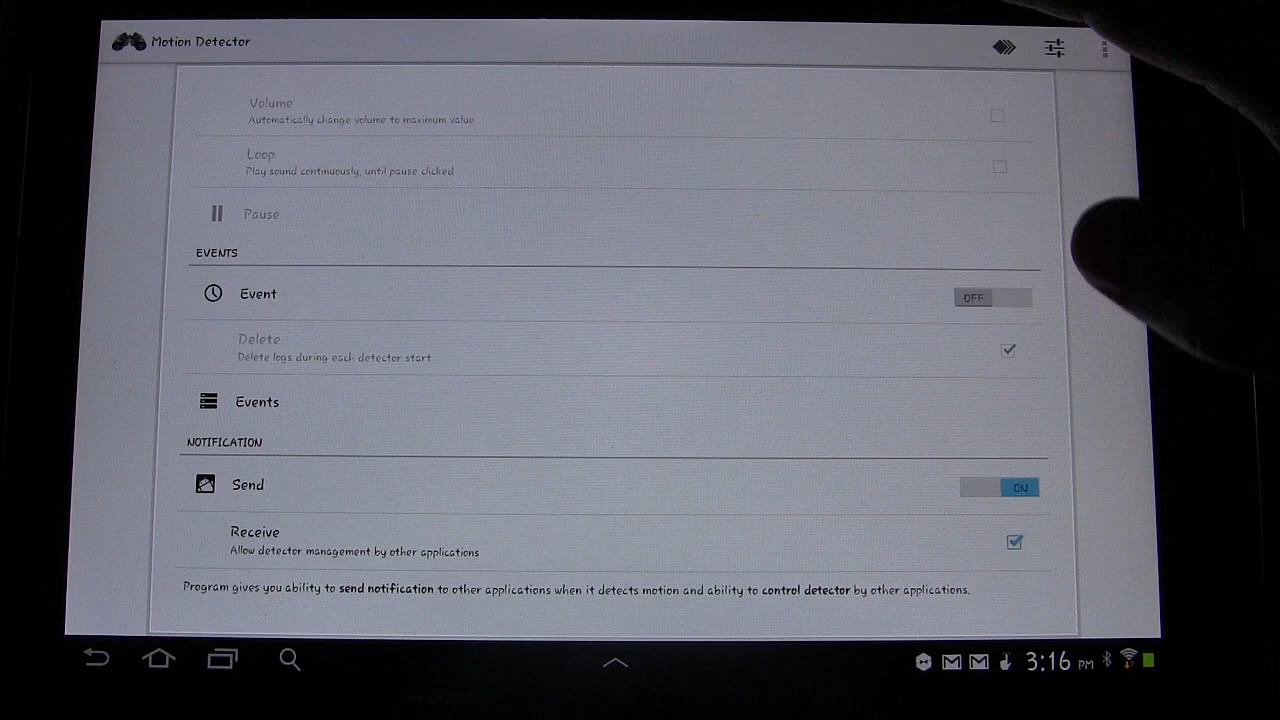 Motion Detector
Volume
Automatically change volume to maximum value
Loop
Play sound continuously, until pause clicked
Pause
EVENTS
Event
OFF
Delete
Delete logs during each detector start
Events
NOTIFICATION
Send
ON
Receive
Allow detector management by other applications
Program gives you ability to send notification to other applications when it detects motion and ability to control detector by other applications.
3:16 PM